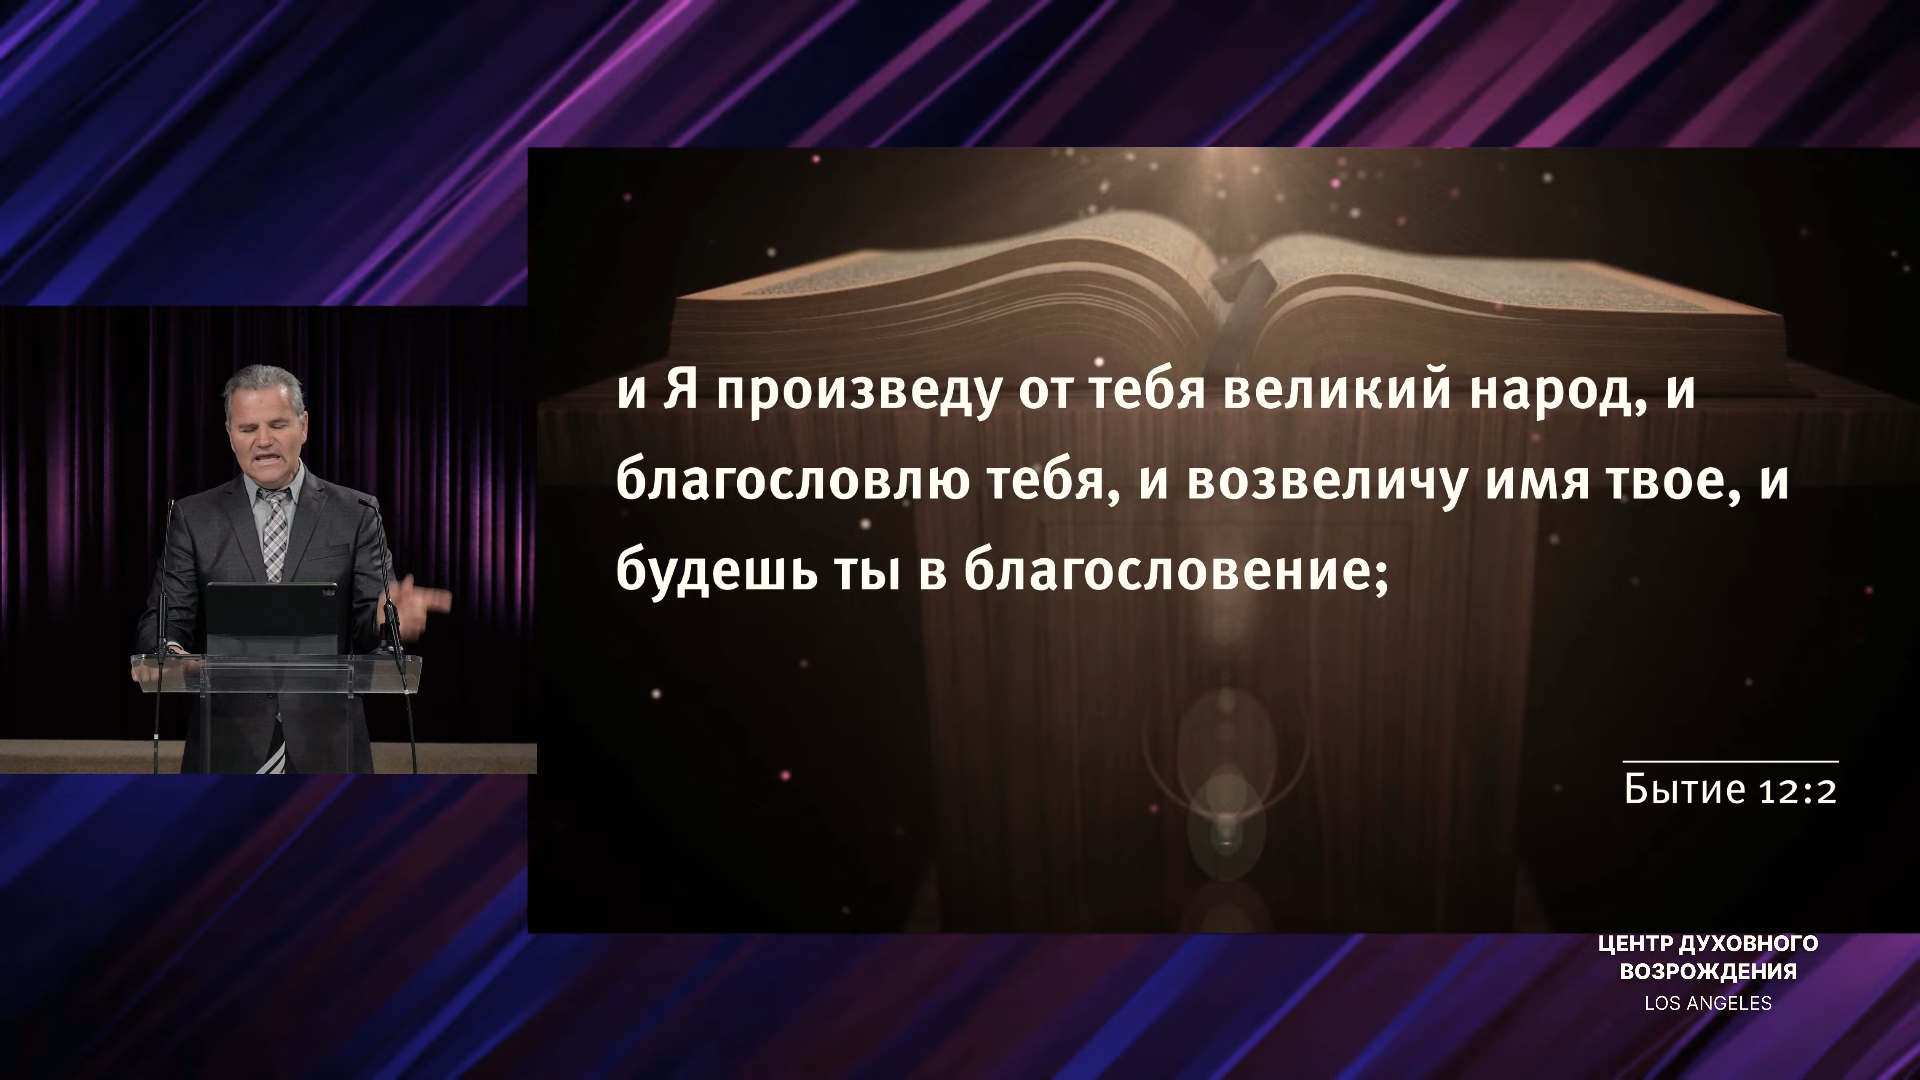 и Я произведу от тебя великий народ, и
благословлю тебя, и возвеличу имя твое, и
будешь ты в благословение;
Бытие 12:2
ЦЕНТР ДУХОВНОГО
ВОЗРОЖДЕНИЯ
LOS ANGELES